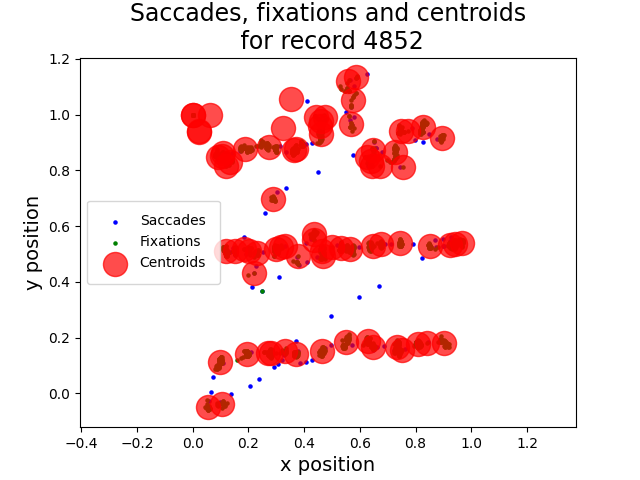 Saccades, fixations and centroids
for record 4852
1.2
1.0
0.8
0.6
0.4
0.2
0.0
y position
Saccades
Fixations
Centroids
−0.4 −0.2 0.0 0.2 0.4 0.6 0.8 1.0 1.2
x position